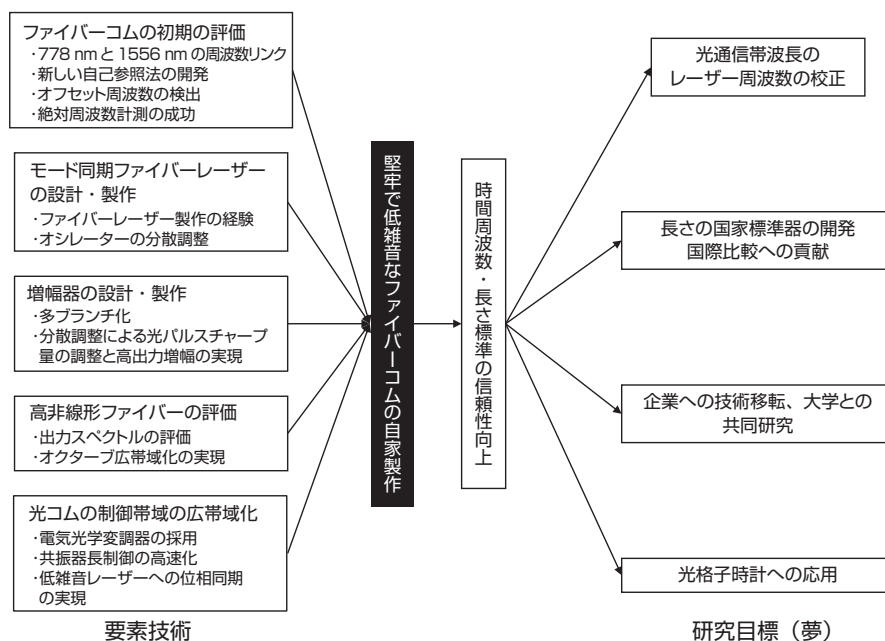 ファイバーコムの初期の評価
・778 nm と 1556 nm の周波数リンク
・新しい自己参照法の開発
・オフセット周波数の検出
・絶対周波数計測の成功
モード同期ファイバーレーザー
の設計・製作
・ファイバーレーザー製作の経験
・オシレーターの分散調整
増幅器の設計・製作
・多ブランチ化
・分散調整による光パルスチャープ
量の調整と高出力増幅の実現
高非線形ファイバーの評価
・出力スペクトルの評価
・オクターブ広帯域化の実現
光コムの制御帯域の広帯域化
・電気光学変調器の採用
・共振器長制御の高速化
・低雑音レーザーへの位相同期
の実現
要素技術
堅牢で低雑音なファイバーコムの自家製作
時間周波数・長さ標準の信頼性向上
光通信帯波長の
レーザー周波数の校正
長さの国家標準器の開発
国際比較への貢献
企業への技術移転、大学との
共同研究
光格子時計への応用
研究目標（夢）